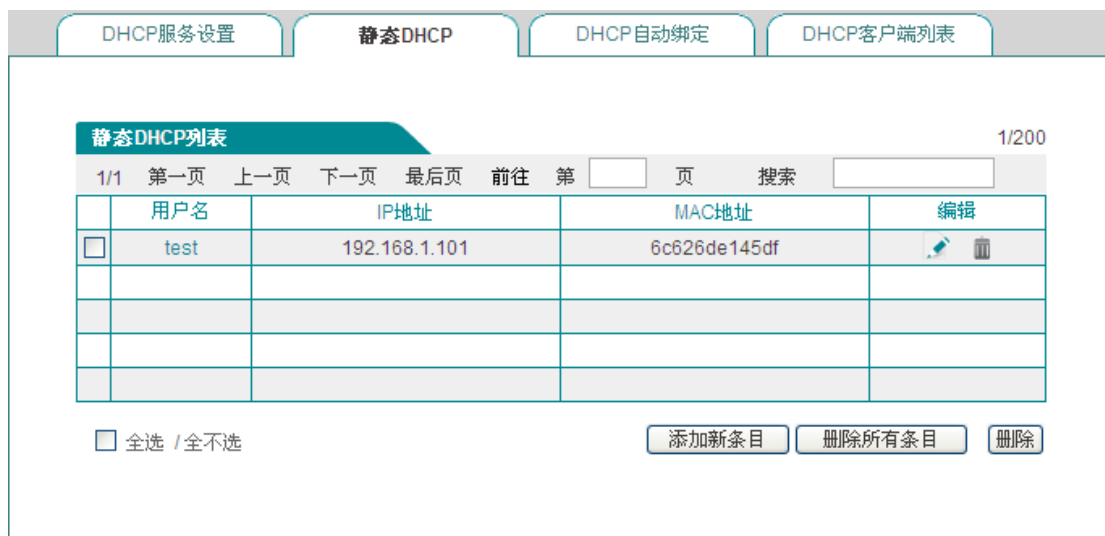 DHCP服务设置 静态DHCP DHCP自动绑定 DHCP客户端列表
静态DHCP列表 1/200
1/1 第一页 上一页 下一页 最后页 前往 第 页 搜索
用户名 IP地址 MAC地址 编辑
test 192.168.1.101 6c626de145df
全选 /全不选 添加新条目 删除所有条目 删除